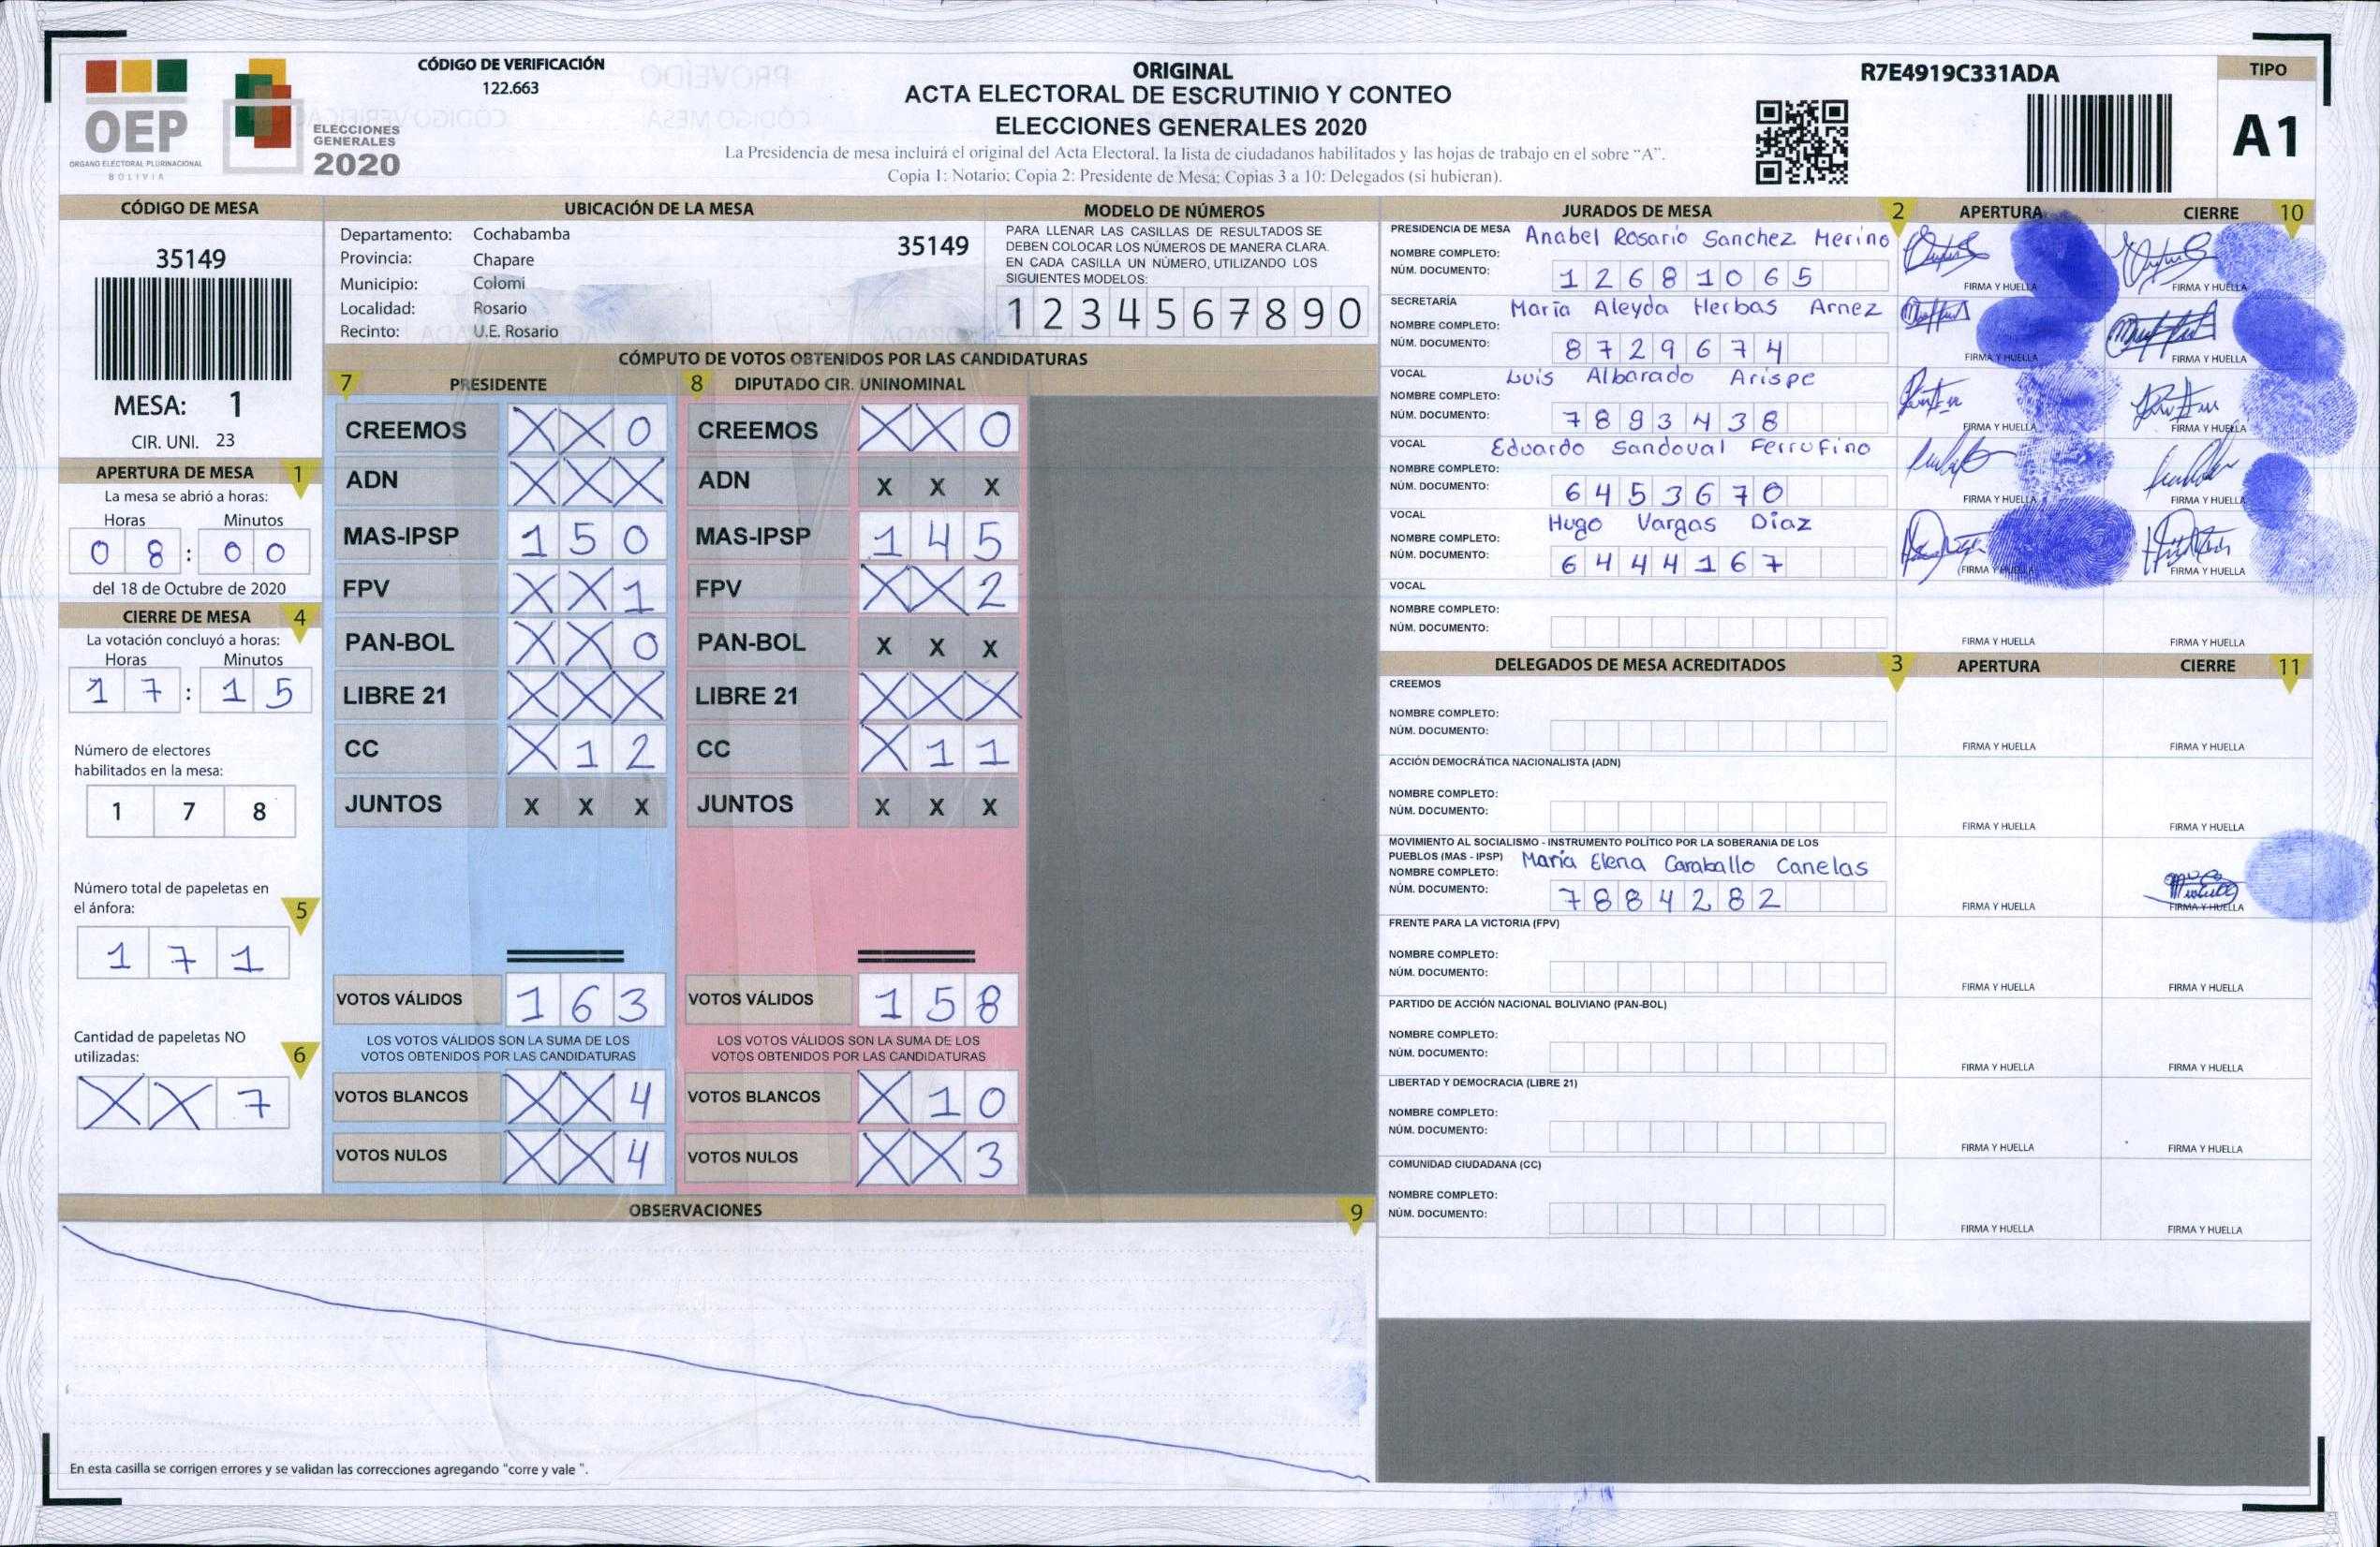 OEP
ORGANO ELECTORAL PLURINACIONAL
BOLIVIA
ELECCIONES
GENERALES
2020
CÓDIGO DE VERIFICACIÓN
122.663
ORIGINAL
ACTA ELECTORAL DE ESCRUTINIO Y CONTEO
ELECCIONES GENERALES 2020
La Presidencia de mesa incluirá el original del Acta Electoral, la lista de ciudadanos habilitados y las hojas de trabajo en el sobre “A”.
Copia 1: Notario; Copia 2: Presidente de Mesa; Copias 3 a 10: Delegados (si hubieran).
R7E4919C331ADA
TIPO
A1
CÓDIGO DE MESA
35149
MESA: 1
CIR. UNI. 23
APERTURA DE MESA 1
La mesa se abrió a horas:
Horas Minutos
0 8 : 0 0
del 18 de Octubre de 2020
CIERRE DE MESA 4
La votación concluyó a horas:
Horas Minutos
1 7 : 1 5
Número de electores
habilitados en la mesa:
1 7 8
Número total de papeletas en
el ánfora: 5
1 7 1
Cantidad de papeletas NO
utilizadas: 6
X X 7
UBICACIÓN DE LA MESA
Departamento: Cochabamba
35149
Provincia: Chapare
Municipio: Colomi
Localidad: Rosario
Recinto: U.E. Rosario
MODELO DE NÚMEROS
PARA LLENAR LAS CASILLAS DE RESULTADOS SE
DEBEN COLOCAR LOS NÚMEROS DE MANERA CLARA.
EN CADA CASILLA UN NÚMERO, UTILIZANDO LOS
SIGUIENTES MODELOS:
1 2 3 4 5 6 7 8 9 0
CÓMPUTO DE VOTOS OBTENIDOS POR LAS CANDIDATURAS
7 PRESIDENTE 8 DIPUTADO CIR. UNINOMINAL
CREEMOS X X 0 CREEMOS X X 0
ADN X X X ADN X X X
MAS-IPSP 1 5 0 MAS-IPSP 1 4 5
FPV X X 1 FPV X X 2
PAN-BOL X X 0 PAN-BOL X X X
LIBRE 21 X X X LIBRE 21 X X X
CC X 1 2 CC X 1 1
JUNTOS X X X JUNTOS X X X
VOTOS VÁLIDOS 1 6 3 VOTOS VÁLIDOS 1 5 8
LOS VOTOS VÁLIDOS SON LA SUMA DE LOS LOS VOTOS VÁLIDOS SON LA SUMA DE LOS
VOTOS OBTENIDOS POR LAS CANDIDATURAS VOTOS OBTENIDOS POR LAS CANDIDATURAS
VOTOS BLANCOS X X 4 VOTOS BLANCOS X 1 0
VOTOS NULOS X X 4 VOTOS NULOS X X 3
OBSERVACIONES 9
En esta casilla se corrigen errores y se validan las correcciones agregando "corre y vale ".
JURADOS DE MESA 2 APERTURA CIERRE 10
PRESIDENCIA DE MESA
NOMBRE COMPLETO: Anabel Rosario Sanchez Merino
NÚM. DOCUMENTO: 1 2 6 8 1 0 6 5
FIRMA Y HUELLA FIRMA Y HUELLA
SECRETARÍA
NOMBRE COMPLETO: Maria Aleyda Herbas Arnez
NÚM. DOCUMENTO: 8 7 2 9 6 7 4
FIRMA Y HUELLA FIRMA Y HUELLA
VOCAL
NOMBRE COMPLETO: Luis Albarado Arispe
NÚM. DOCUMENTO: 7 8 9 3 4 3 8
FIRMA Y HUELLA FIRMA Y HUELLA
VOCAL
NOMBRE COMPLETO: Eduardo Sandoval Ferrufino
NÚM. DOCUMENTO: 6 4 5 3 6 7 0
FIRMA Y HUELLA FIRMA Y HUELLA
VOCAL
NOMBRE COMPLETO: Hugo Vargas Diaz
NÚM. DOCUMENTO: 6 4 4 4 1 6 7
FIRMA Y HUELLA FIRMA Y HUELLA
VOCAL
NOMBRE COMPLETO:
NÚM. DOCUMENTO:
FIRMA Y HUELLA FIRMA Y HUELLA
DELEGADOS DE MESA ACREDITADOS 3 APERTURA CIERRE 11
CREEMOS
NOMBRE COMPLETO:
NÚM. DOCUMENTO:
FIRMA Y HUELLA FIRMA Y HUELLA
ACCIÓN DEMOCRÁTICA NACIONALISTA (ADN)
NOMBRE COMPLETO:
NÚM. DOCUMENTO:
FIRMA Y HUELLA FIRMA Y HUELLA
MOVIMIENTO AL SOCIALISMO - INSTRUMENTO POLÍTICO POR LA SOBERANIA DE LOS
PUEBLOS (MAS - IPSP)
NOMBRE COMPLETO: Maria Elena Caraballo Canelas
NÚM. DOCUMENTO: 7 8 8 4 2 8 2
FIRMA Y HUELLA FIRMA Y HUELLA
FRENTE PARA LA VICTORIA (FPV)
NOMBRE COMPLETO:
NÚM. DOCUMENTO:
FIRMA Y HUELLA FIRMA Y HUELLA
PARTIDO DE ACCIÓN NACIONAL BOLIVIANO (PAN-BOL)
NOMBRE COMPLETO:
NÚM. DOCUMENTO:
FIRMA Y HUELLA FIRMA Y HUELLA
LIBERTAD Y DEMOCRACIA (LIBRE 21)
NOMBRE COMPLETO:
NÚM. DOCUMENTO:
FIRMA Y HUELLA FIRMA Y HUELLA
COMUNIDAD CIUDADANA (CC)
NOMBRE COMPLETO:
NÚM. DOCUMENTO:
FIRMA Y HUELLA FIRMA Y HUELLA